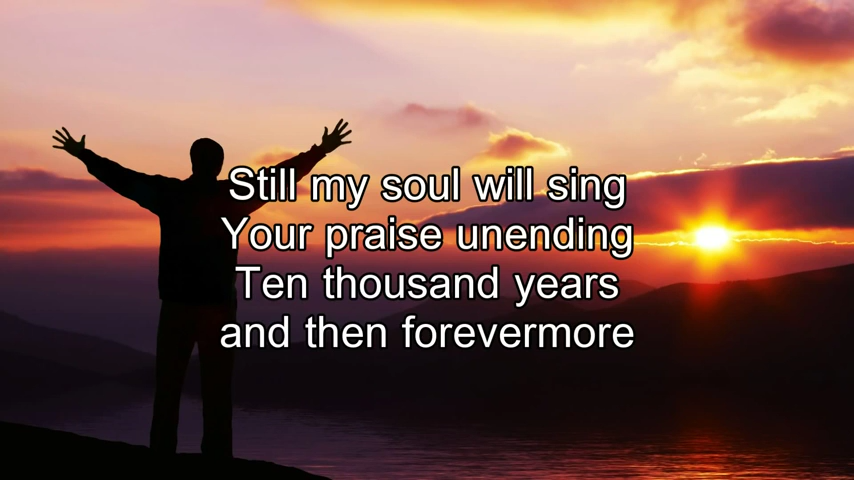 Still my soul will sing
Your praise unending
Ten thousand years
and then forevermore